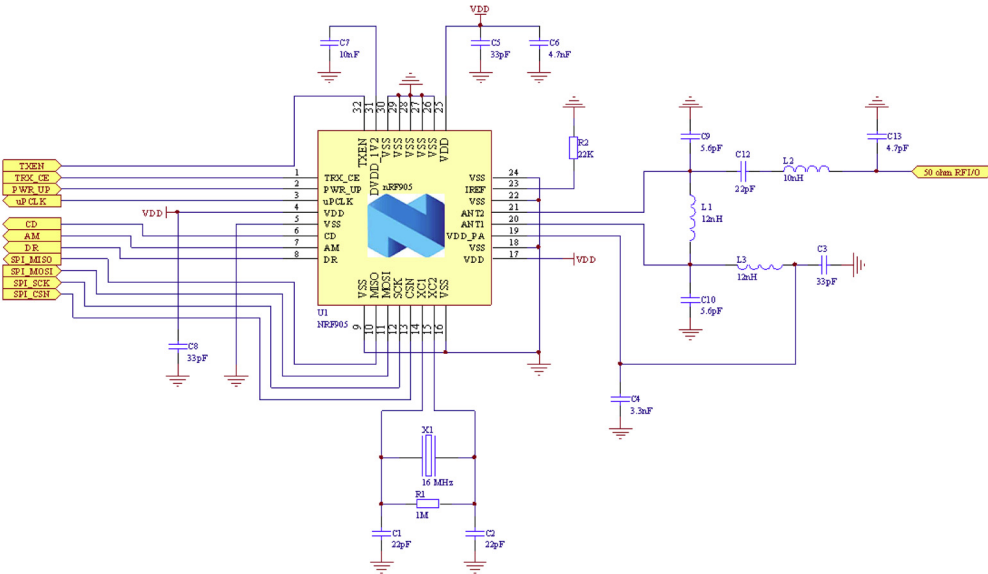 VDD
C7
10nF
C5
33pF
C6
4.7nF
32
31
30
29
28
27
26
25
TXEN
DVDD_1V2
VSS
VSS
VSS
VSS
VSS
VDD
R2
22K
C9
5.6pF
C13
4.7pF
C12
22pF
L2
10nH
50 ohm RFI/O
TXEN
TRX_CE
PWR_UP
uPCLK
CD
AM
DR
SPI_MISO
SPI_MOSI
SPI_SCK
SPI_CSN
VDD
1 TRX_CE
2 PWR_UP
3 uPCLK
4 VDD
5 VSS
6 CD
7 AM
8 DR
nRF905
VSS 24
IREF 23
VSS 22
ANT2 21
ANT1 20
VDD_PA 19
VSS 18
VDD 17
VDD
L1
12nH
L3
12nH
C3
33pF
C10
5.6pF
VSS
MISO
MOSI
SCK
CSN
XC1
XC2
VSS
U1
NRF905
9
10
11
12
13
14
15
16
C8
33pF
C4
3.3nF
X1
16 MHz
R1
1M
C1
22pF
C2
22pF